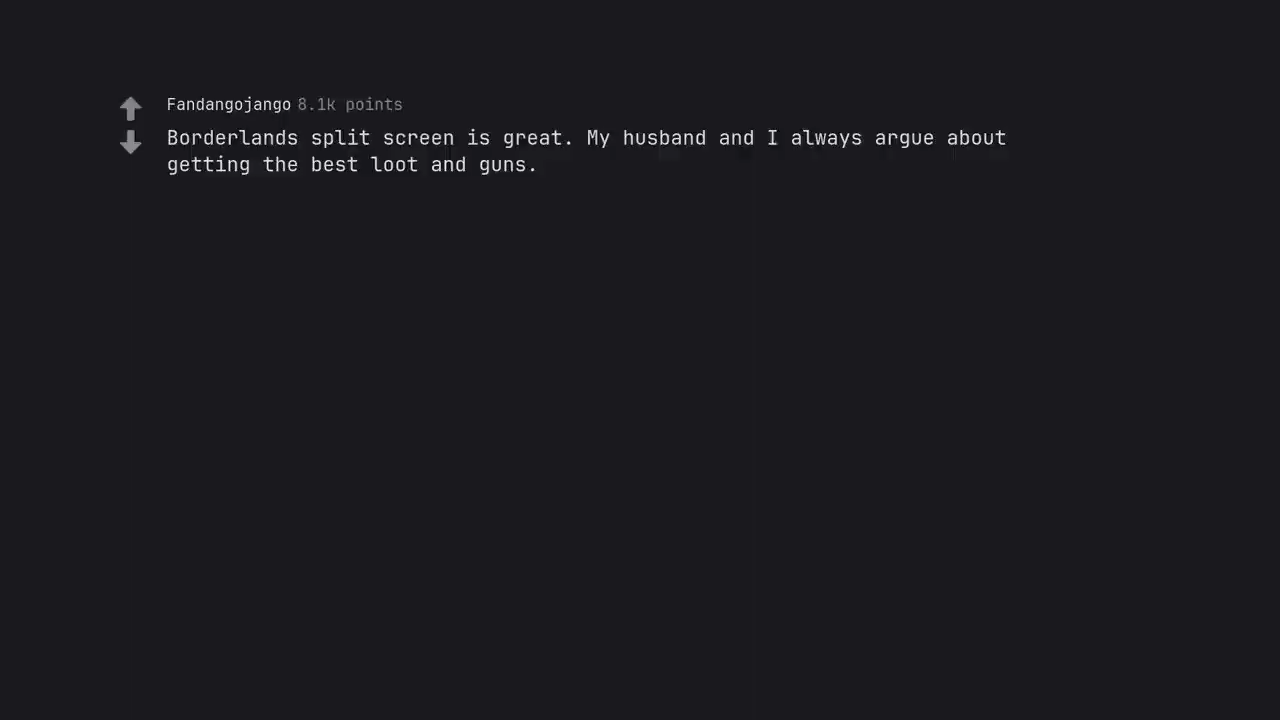 Fandangojango 8.1k points
Borderlands split screen is great. My husband and I always argue about
getting the best loot and guns.